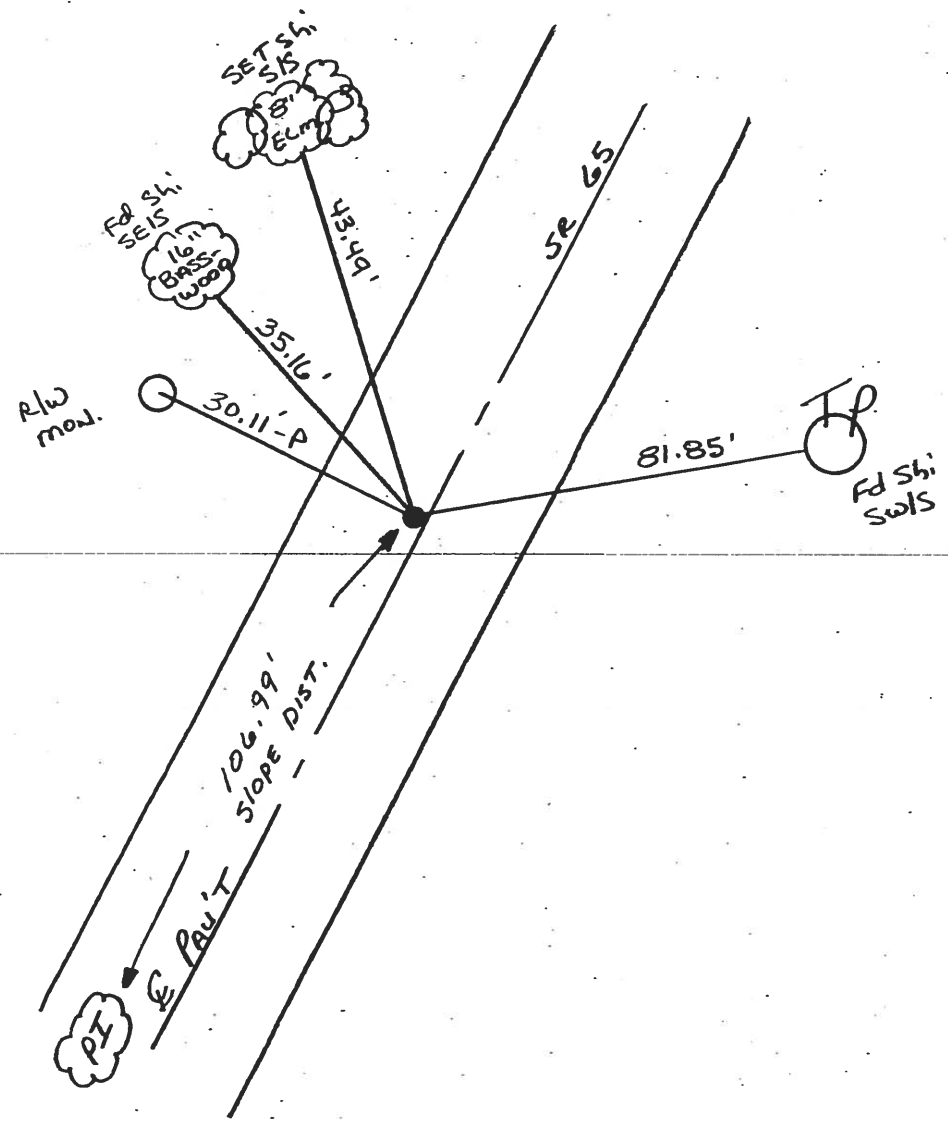 SET Shi
S/S
8"
ELM
43.49'
Fd Shi
SE/S
16"
BASS-
WOOD
35.16'
R/W
MON.
30.11'-P
SR 65
TP
81.85'
Fd Shi
SW/S
106.99'
SLOPE DIST.
℄ PAV'T
PI